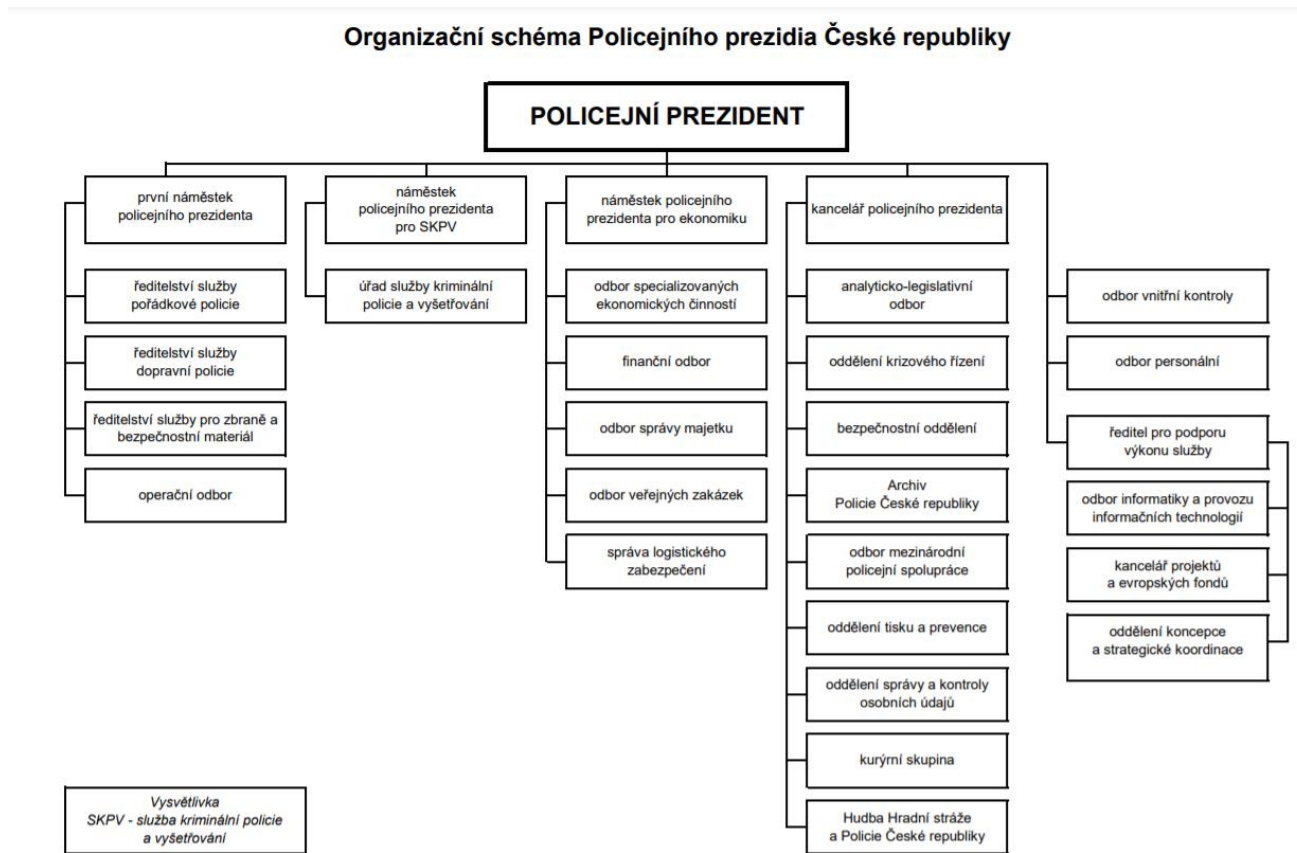 Organizační schéma Policejního prezidia České republiky
POLICEJNÍ PREZIDENT
první náměstek
policejního prezidenta
ředitelství služby
pořádkové policie
ředitelství služby
dopravní policie
ředitelství služby pro zbraně a
bezpečnostní materiál
operační odbor
náměstek
policejního prezidenta
pro SKPV
úřad služby kriminální
policie a vyšetřování
náměstek policejního
prezidenta pro ekonomiku
odbor specializovaných
ekonomických činností
finanční odbor
odbor správy majetku
odbor veřejných zakázek
správa logistického
zabezpečení
kancelář policejního prezidenta
analyticko-legislativní
odbor
oddělení krizového řízení
bezpečnostní oddělení
Archiv
Policie České republiky
odbor mezinárodní
policejní spolupráce
oddělení tisku a prevence
oddělení správy a kontroly
osobních údajů
kurýrní skupina
Hudba Hradní stráže
a Policie České republiky
odbor vnitřní kontroly
odbor personální
ředitel pro podporu
výkonu služby
odbor informatiky a provozu
informačních technologií
kancelář projektů
a evropských fondů
oddělení koncepce
a strategické koordinace
Vysvětlivka
SKPV - služba kriminální policie
a vyšetřování